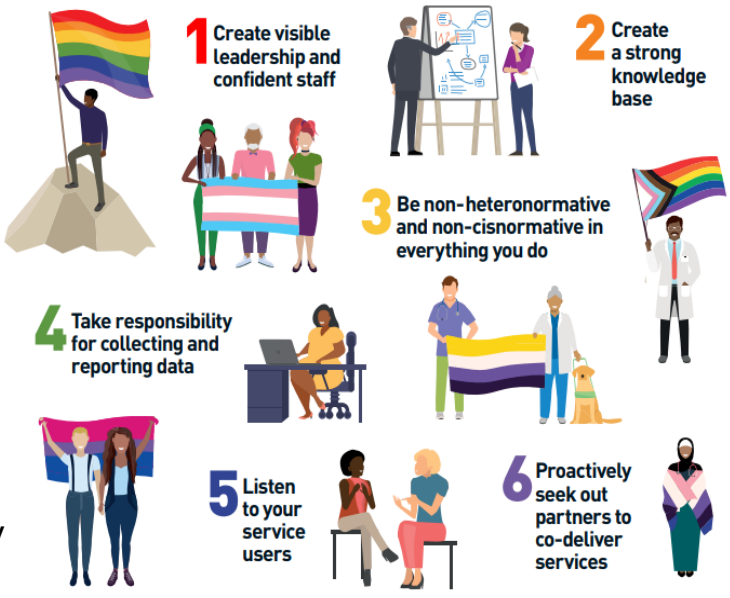 1 Create visible
leadership and
confident staff
2 Create
a strong
knowledge
base
3 Be non-heteronormative
and non-cisnormative in
everything you do
4 Take responsibility
for collecting and
reporting data
5 Listen
to your
service
users
6 Proactively
seek out
partners to
co-deliver
services